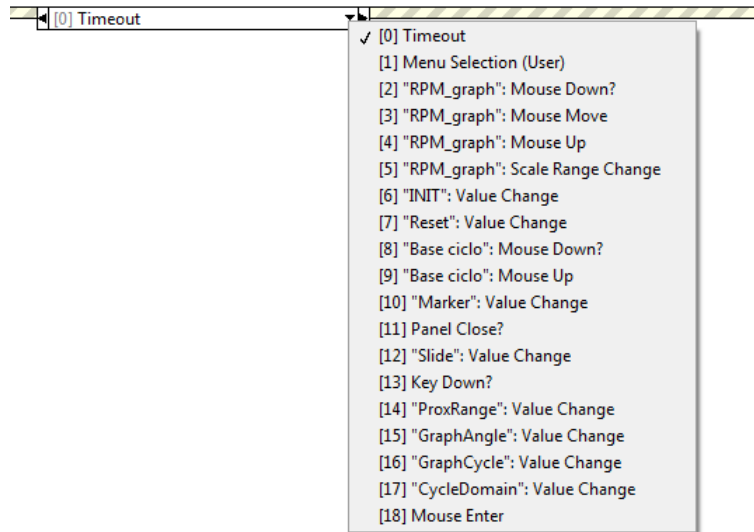 [0] Timeout
✓ [0] Timeout
[1] Menu Selection (User)
[2] "RPM_graph": Mouse Down?
[3] "RPM_graph": Mouse Move
[4] "RPM_graph": Mouse Up
[5] "RPM_graph": Scale Range Change
[6] "INIT": Value Change
[7] "Reset": Value Change
[8] "Base ciclo": Mouse Down?
[9] "Base ciclo": Mouse Up
[10] "Marker": Value Change
[11] Panel Close?
[12] "Slide": Value Change
[13] Key Down?
[14] "ProxRange": Value Change
[15] "GraphAngle": Value Change
[16] "GraphCycle": Value Change
[17] "CycleDomain": Value Change
[18] Mouse Enter